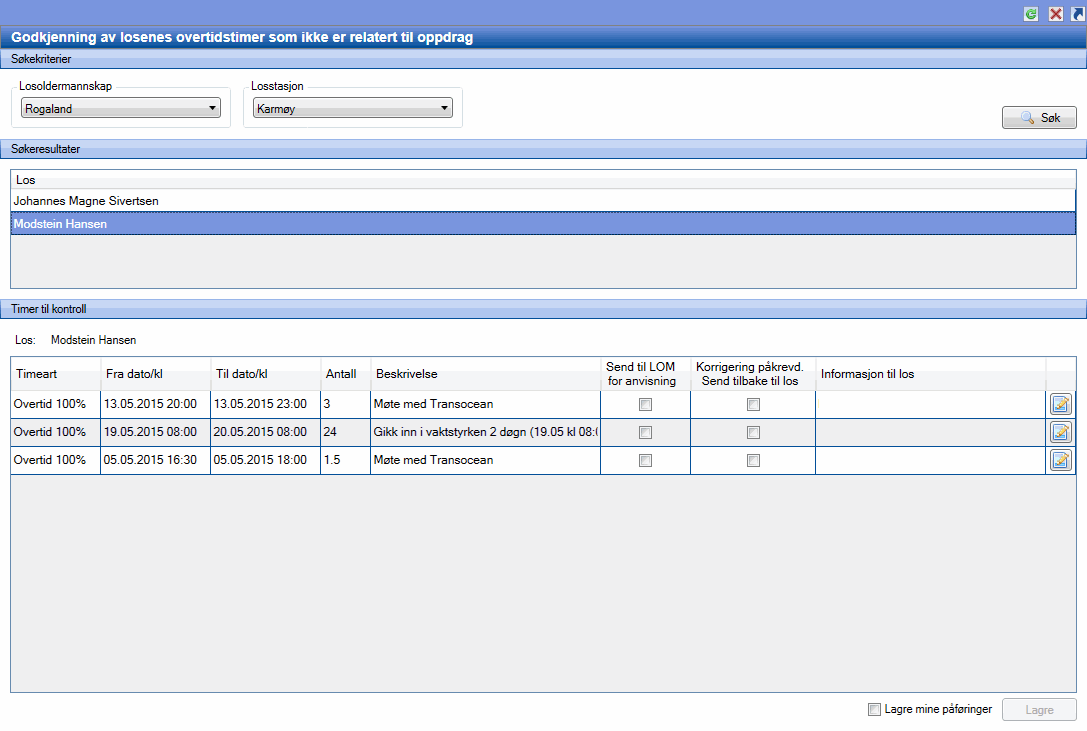 Godkjenning av losenes overtidstimer som ikke er relatert til oppdrag
Søkekriterier
Losoldermannskap
Losstasjon
Rogaland
Karmøy
Søk
Søkeresultater
Los
Johannes Magne Sivertsen
Modstein Hansen
Timer til kontroll
Los: Modstein Hansen
Timeart Fra dato/kl Til dato/kl Antall Beskrivelse Send til LOM for anvisning Korrigering påkrevd. Send tilbake til los Informasjon til los
Overtid 100% 13.05.2015 20:00 13.05.2015 23:00 3 Møte med Transocean
Overtid 100% 19.05.2015 08:00 20.05.2015 08:00 24 Gikk inn i vaktstyrken 2 døgn (19.05 kl 08:
Overtid 100% 05.05.2015 16:30 05.05.2015 18:00 1.5 Møte med Transocean
Lagre mine påføringer
Lagre